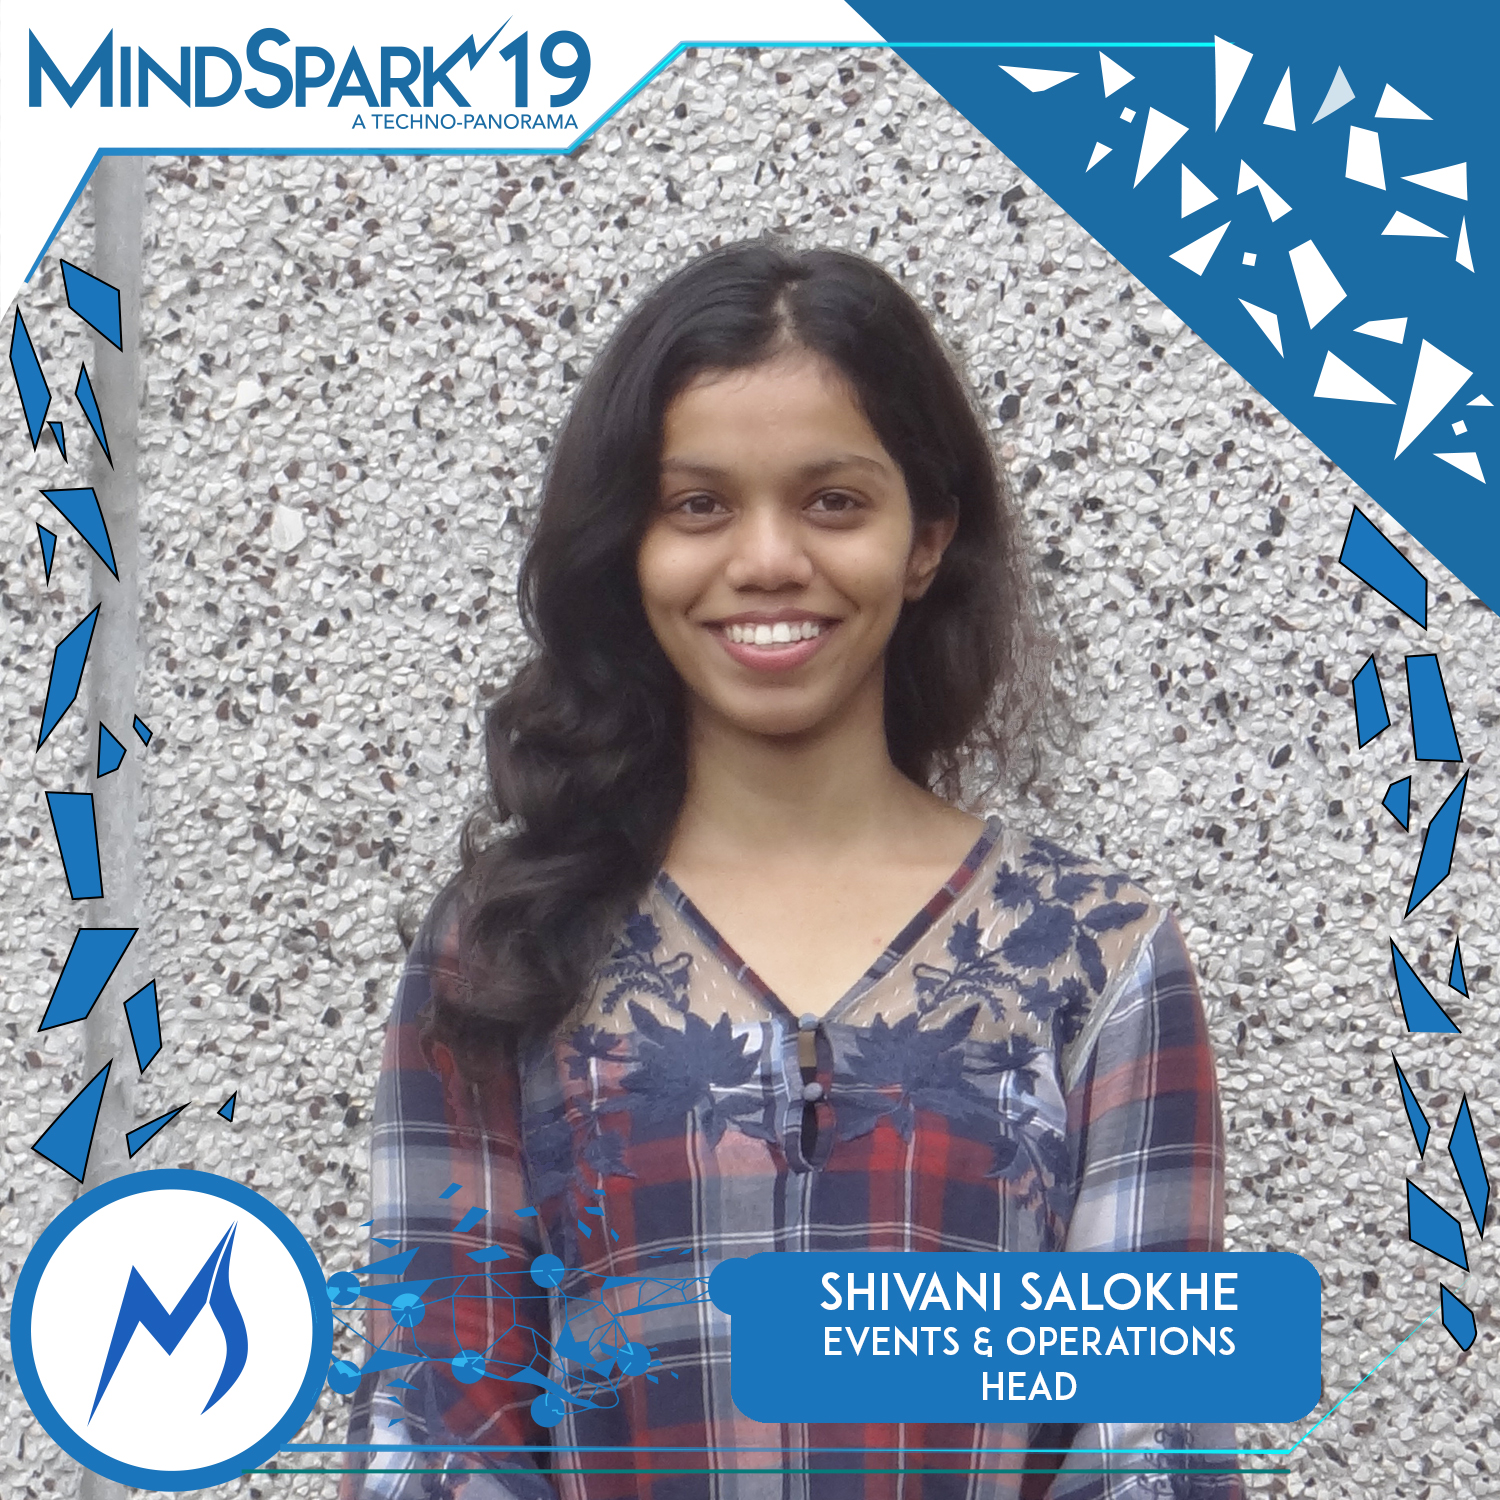 MINDSPARK'19
A TECHNO-PANORAMA
SHIVANI SALOKHE
EVENTS & OPERATIONS
HEAD